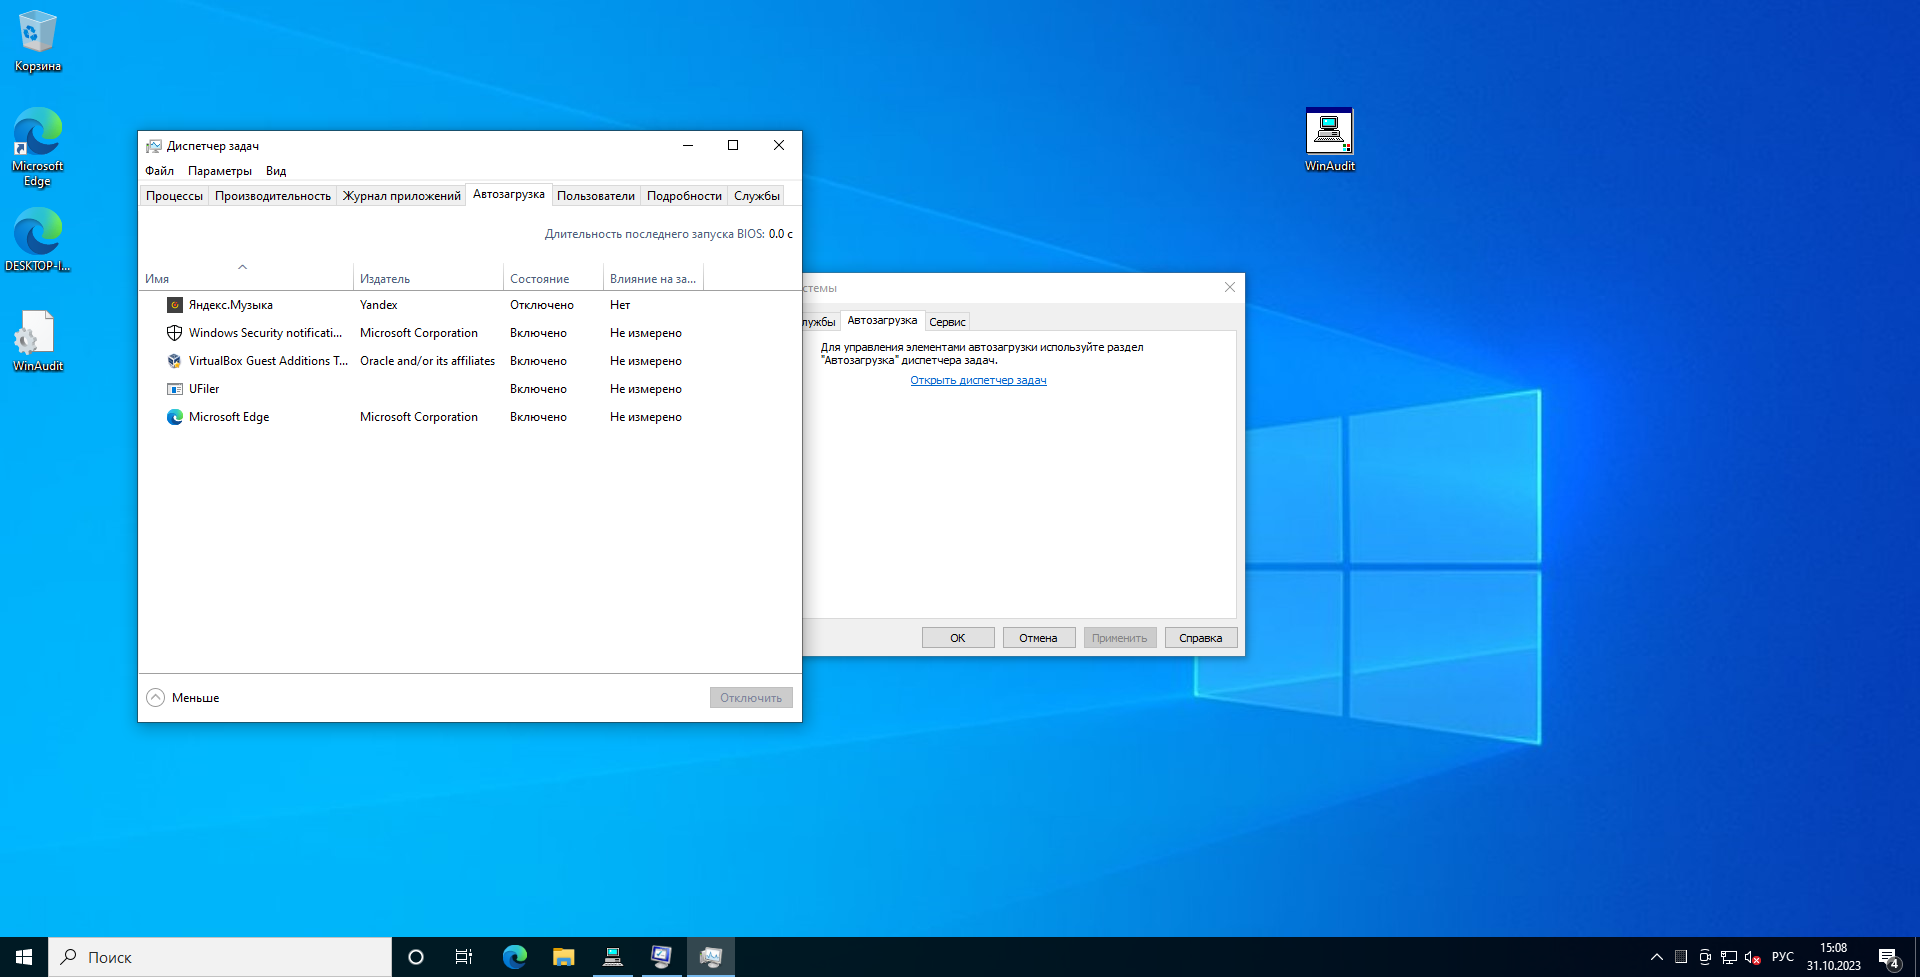 Корзина
Microsoft
Edge
DESKTOP-I...
WinAudit
WinAudit
Диспетчер задач
Файл Параметры Вид
Процессы Производительность Журнал приложений Автозагрузка Пользователи Подробности Службы
Длительность последнего запуска BIOS: 0.0 с
Имя Издатель Состояние Влияние на за...
Яндекс.Музыка Yandex Отключено Нет
Windows Security notificati... Microsoft Corporation Включено Не измерено
VirtualBox Guest Additions T... Oracle and/or its affiliates Включено Не измерено
UFiler Включено Не измерено
Microsoft Edge Microsoft Corporation Включено Не измерено
Меньше Отключить
стемы
лужбы Автозагрузка Сервис
Для управления элементами автозагрузки используйте раздел
"Автозагрузка" диспетчера задач.
Открыть диспетчер задач
ОК Отмена Применить Справка
Поиск
РУС
15:08
31.10.2023
4